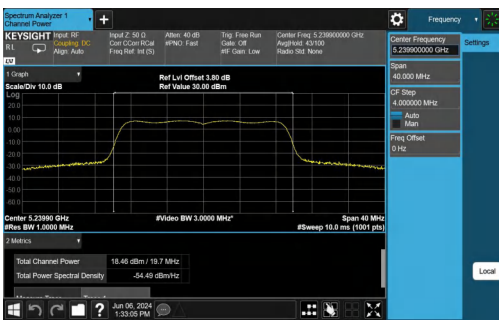 Spectrum Analyzer 1
Channel Power
Frequency
KEYSIGHT
Input: RF
Coupling: DC
Align: Auto
Input Z: 50 Ω
Corr CCorr RCal
Freq Ref: Int (S)
Atten: 40 dB
#PNO: Fast
Trig: Free Run
Gate: Off
#IF Gain: Low
Center Freq: 5.239900000 GHz
Avg|Hold: 43/100
Radio Std: None
R L
LXI
Center Frequency
5.239900000 GHz
Settings
Span
40.000 MHz
CF Step
4.000000 MHz
Auto
Man
Freq Offset
0 Hz
1 Graph
Scale/Div 10.0 dB
Ref Lvl Offset 3.80 dB
Ref Value 30.00 dBm
Log
20.0
10.0
0.00
-10.0
-20.0
-30.0
-40.0
-50.0
-60.0
Center 5.23990 GHz
#Video BW 3.0000 MHz*
Span 40 MHz
#Res BW 1.0000 MHz
#Sweep 10.0 ms (1001 pts)
2 Metrics
Total Channel Power
18.46 dBm / 19.7 MHz
Total Power Spectral Density
-54.49 dBm/Hz
Local
Jun 06, 2024
1:33:05 PM